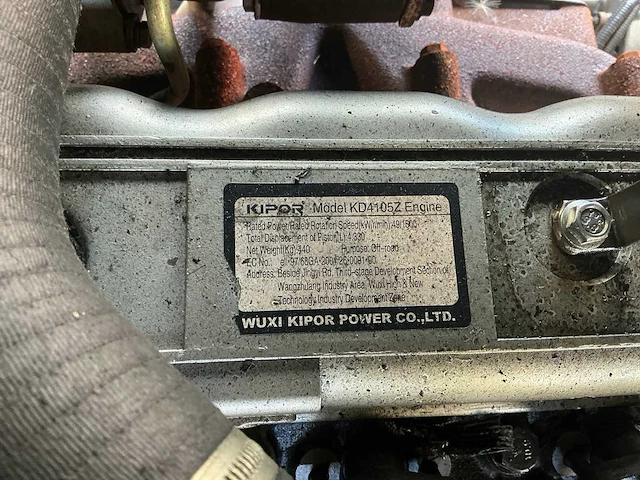 KIPOR Model KD4105Z Engine
Rated Power/Rated Rotation Speed(kW/r/min):49/1500
Total Displacement of Piston(L):4.330
Net Weight(Kg):440 Purpose: Off-road
EC No.:
Address: Beside Jingyi Rd, Third-stage Development Section of
Wangzhuang Industry Area, Wuxi High & New
Technology Industry Development Zone
WUXI KIPOR POWER CO.,LTD.